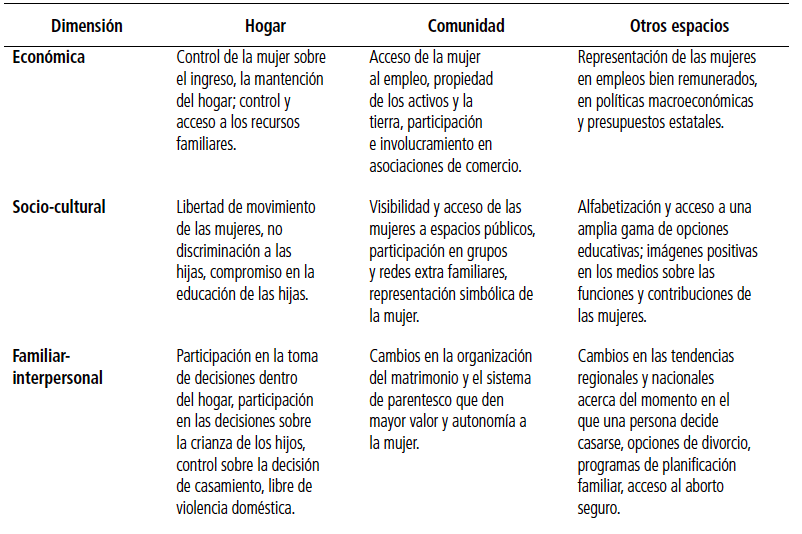 Dimensión Hogar Comunidad Otros espacios
Económica
Control de la mujer sobre
el ingreso, la mantención
del hogar; control y
acceso a los recursos
familiares.
Acceso de la mujer
al empleo, propiedad
de los activos y la
tierra, participación
e involucramiento en
asociaciones de comercio.
Representación de las mujeres
en empleos bien remunerados,
en políticas macroeconómicas
y presupuestos estatales.
Socio-cultural
Libertad de movimiento
de las mujeres, no
discriminación a las
hijas, compromiso en la
educación de las hijas.
Visibilidad y acceso de las
mujeres a espacios públicos,
participación en grupos
y redes extra familiares,
representación simbólica de
la mujer.
Alfabetización y acceso a una
amplia gama de opciones
educativas; imágenes positivas
en los medios sobre las
funciones y contribuciones de
las mujeres.
Familiar-
interpersonal
Participación en la toma
de decisiones dentro
del hogar, participación
en las decisiones sobre
la crianza de los hijos,
control sobre la decisión
de casamiento, libre de
violencia doméstica.
Cambios en la organización
del matrimonio y el sistema
de parentesco que den
mayor valor y autonomía a
la mujer.
Cambios en las tendencias
regionales y nacionales
acerca del momento en el
que una persona decide
casarse, opciones de divorcio,
programas de planificación
familiar, acceso al aborto
seguro.